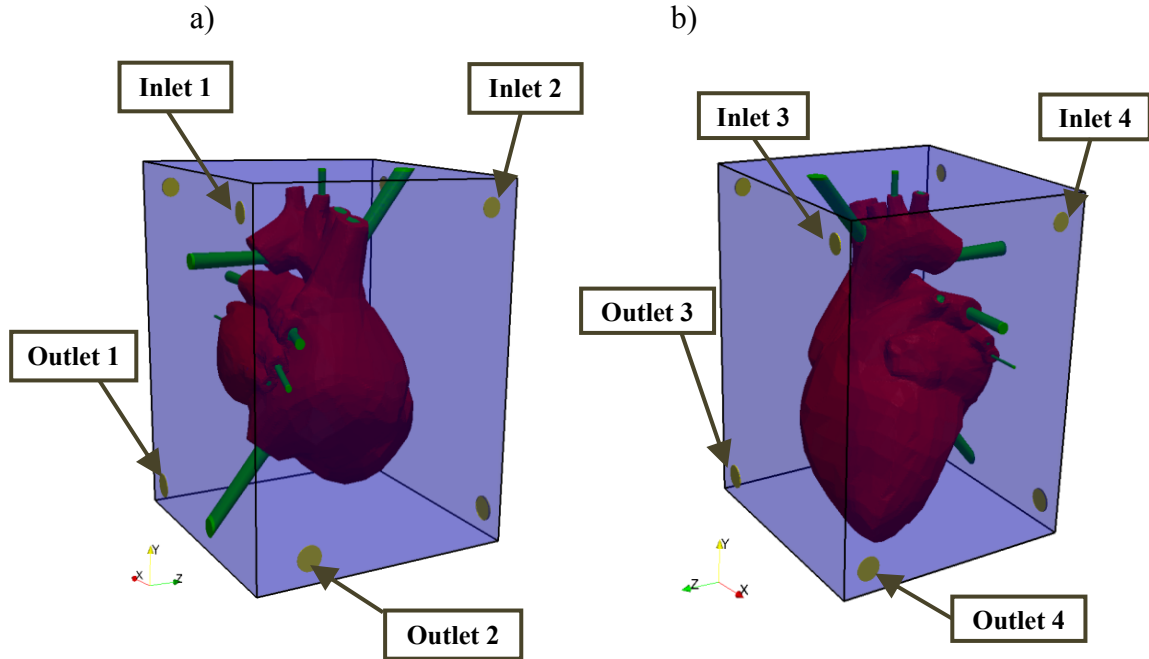 a)
b)
Inlet 1
Inlet 2
Inlet 3
Inlet 4
Outlet 3
Outlet 1
Y
X
Z
Y
Z
X
Outlet 4
Outlet 2